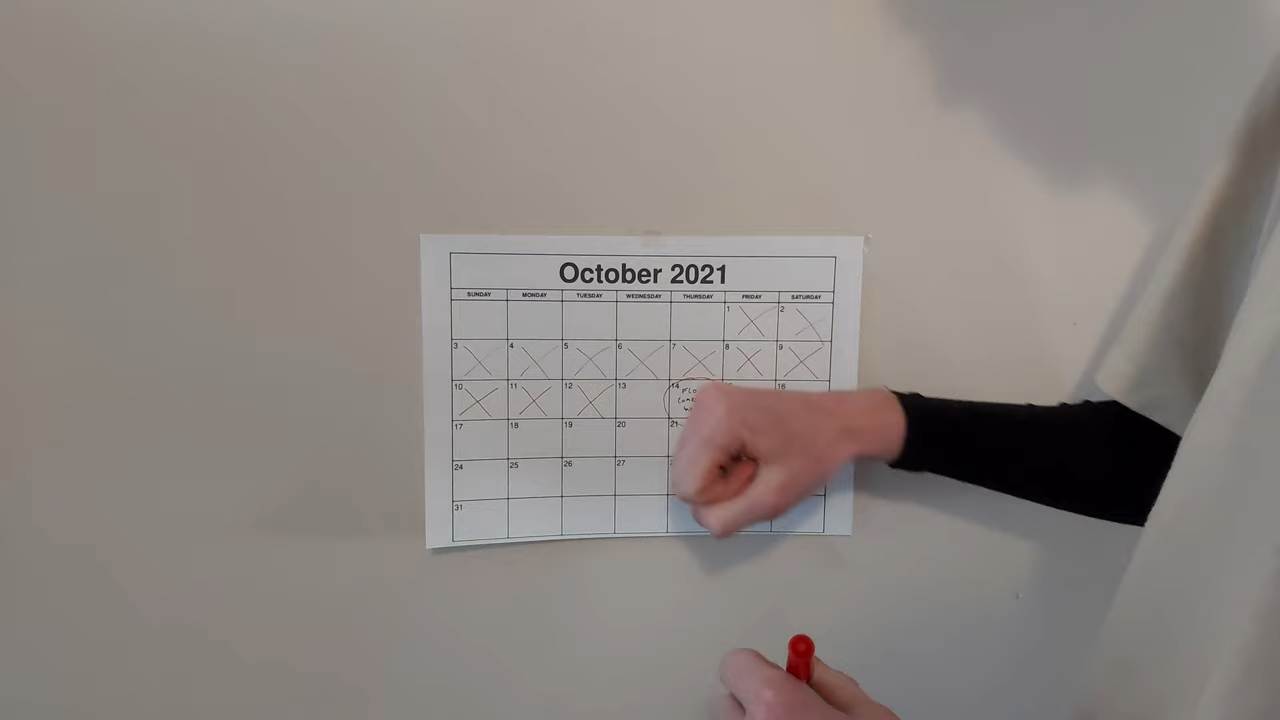 October 2021
SUNDAY MONDAY TUESDAY WEDNESDAY THURSDAY FRIDAY SATURDAY
1 2
3 4 5 6 7 8 9
10 11 12 13 14 16
17 18 19 20 21
24 25 26 27
31